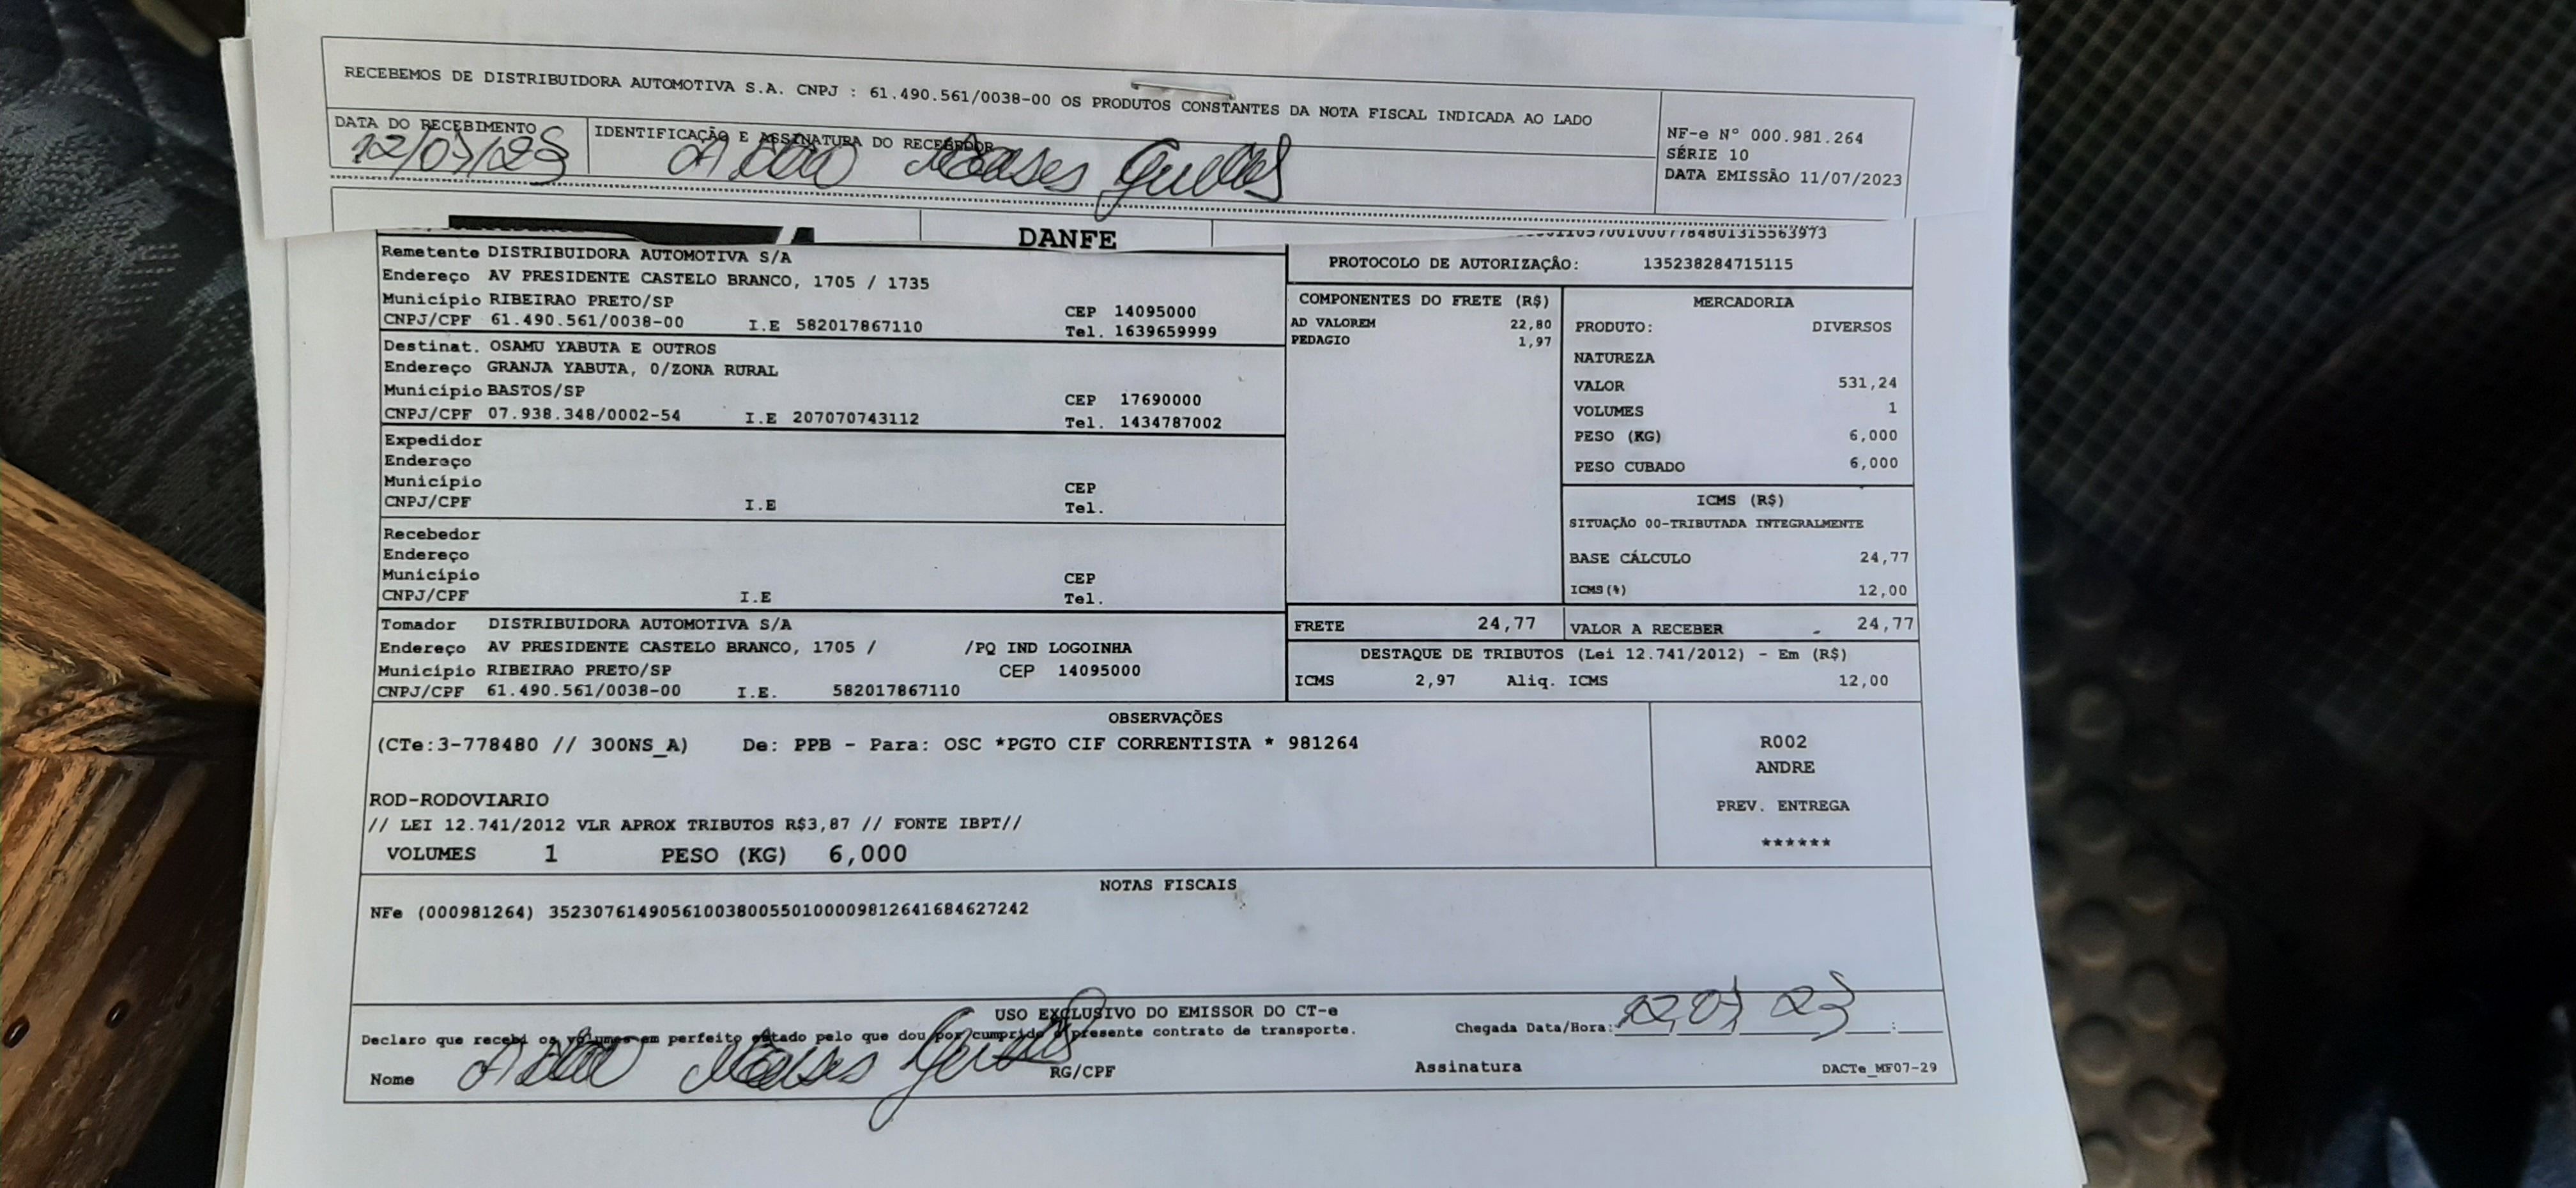 RECEBEMOS DE DISTRIBUIDORA AUTOMOTIVA S.A. CNPJ : 61.490.561/0038-00 OS PRODUTOS CONSTANTES DA NOTA FISCAL INDICADA AO LADO
DATA DO RECEBIMENTO
12/07/23
IDENTIFICAÇÃO E ASSINATURA DO RECEBEDOR
Moises
NF-e Nº 000.981.264
SÉRIE 10
DATA EMISSÃO 11/07/2023
DANFE
Remetente DISTRIBUIDORA AUTOMOTIVA S/A
Endereço AV PRESIDENTE CASTELO BRANCO, 1705 / 1735
Município RIBEIRAO PRETO/SP CEP 14095000
CNPJ/CPF 61.490.561/0038-00 I.E 582017867110 Tel. 1639659999
Destinat. OSAMU YABUTA E OUTROS
Endereço GRANJA YABUTA, 0/ZONA RURAL
Município BASTOS/SP CEP 17690000
CNPJ/CPF 07.938.348/0002-54 I.E 207070743112 Tel. 1434787002
Expedidor
Endereço
Município CEP
CNPJ/CPF I.E Tel.
Recebedor
Endereço
Município CEP
CNPJ/CPF I.E Tel.
Tomador DISTRIBUIDORA AUTOMOTIVA S/A
Endereço AV PRESIDENTE CASTELO BRANCO, 1705 / /PQ IND LOGOINHA
Município RIBEIRAO PRETO/SP CEP 14095000
CNPJ/CPF 61.490.561/0038-00 I.E. 582017867110
PROTOCOLO DE AUTORIZAÇÂO: 135238284715115
COMPONENTES DO FRETE (R$)
AD VALOREM 22,80
PEDAGIO 1,97
MERCADORIA
PRODUTO: DIVERSOS
NATUREZA
VALOR 531,24
VOLUMES 1
PESO (KG) 6,000
PESO CUBADO 6,000
ICMS (R$)
SITUAÇÃO 00-TRIBUTADA INTEGRALMENTE
BASE CÁLCULO 24,77
ICMS(%) 12,00
FRETE 24,77 VALOR A RECEBER 24,77
DESTAQUE DE TRIBUTOS (Lei 12.741/2012) - Em (R$)
ICMS 2,97 Aliq. ICMS 12,00
OBSERVAÇÕES
(CTe:3-778480 // 300NS_A) De: PPB - Para: OSC *PGTO CIF CORRENTISTA * 981264
ROD-RODOVIARIO
// LEI 12.741/2012 VLR APROX TRIBUTOS R$3,87 // FONTE IBPT//
VOLUMES 1 PESO (KG) 6,000
R002
ANDRE
PREV. ENTREGA
******
NOTAS FISCAIS
NFe (000981264) 35230761490561003800550100009812641684627242
USO EXCLUSIVO DO EMISSOR DO CT-e
Declaro que recebi os volumes em perfeito estado pelo que dou por cumprido o presente contrato de transporte.
Chegada Data/Hora: 12 07 23 :
Nome Moises RG/CPF Assinatura
DACTe_MF07-29